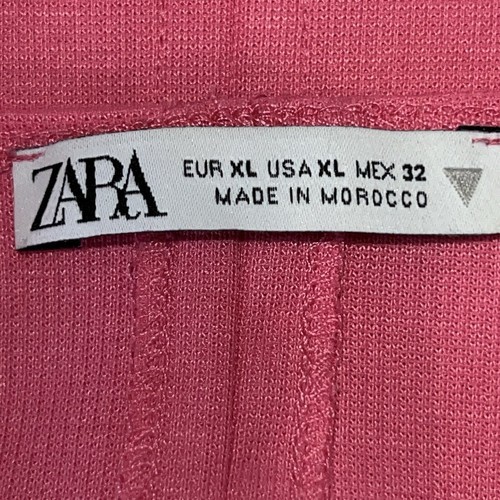 ZARA
EUR XL USA XL MEX 32
MADE IN MOROCCO